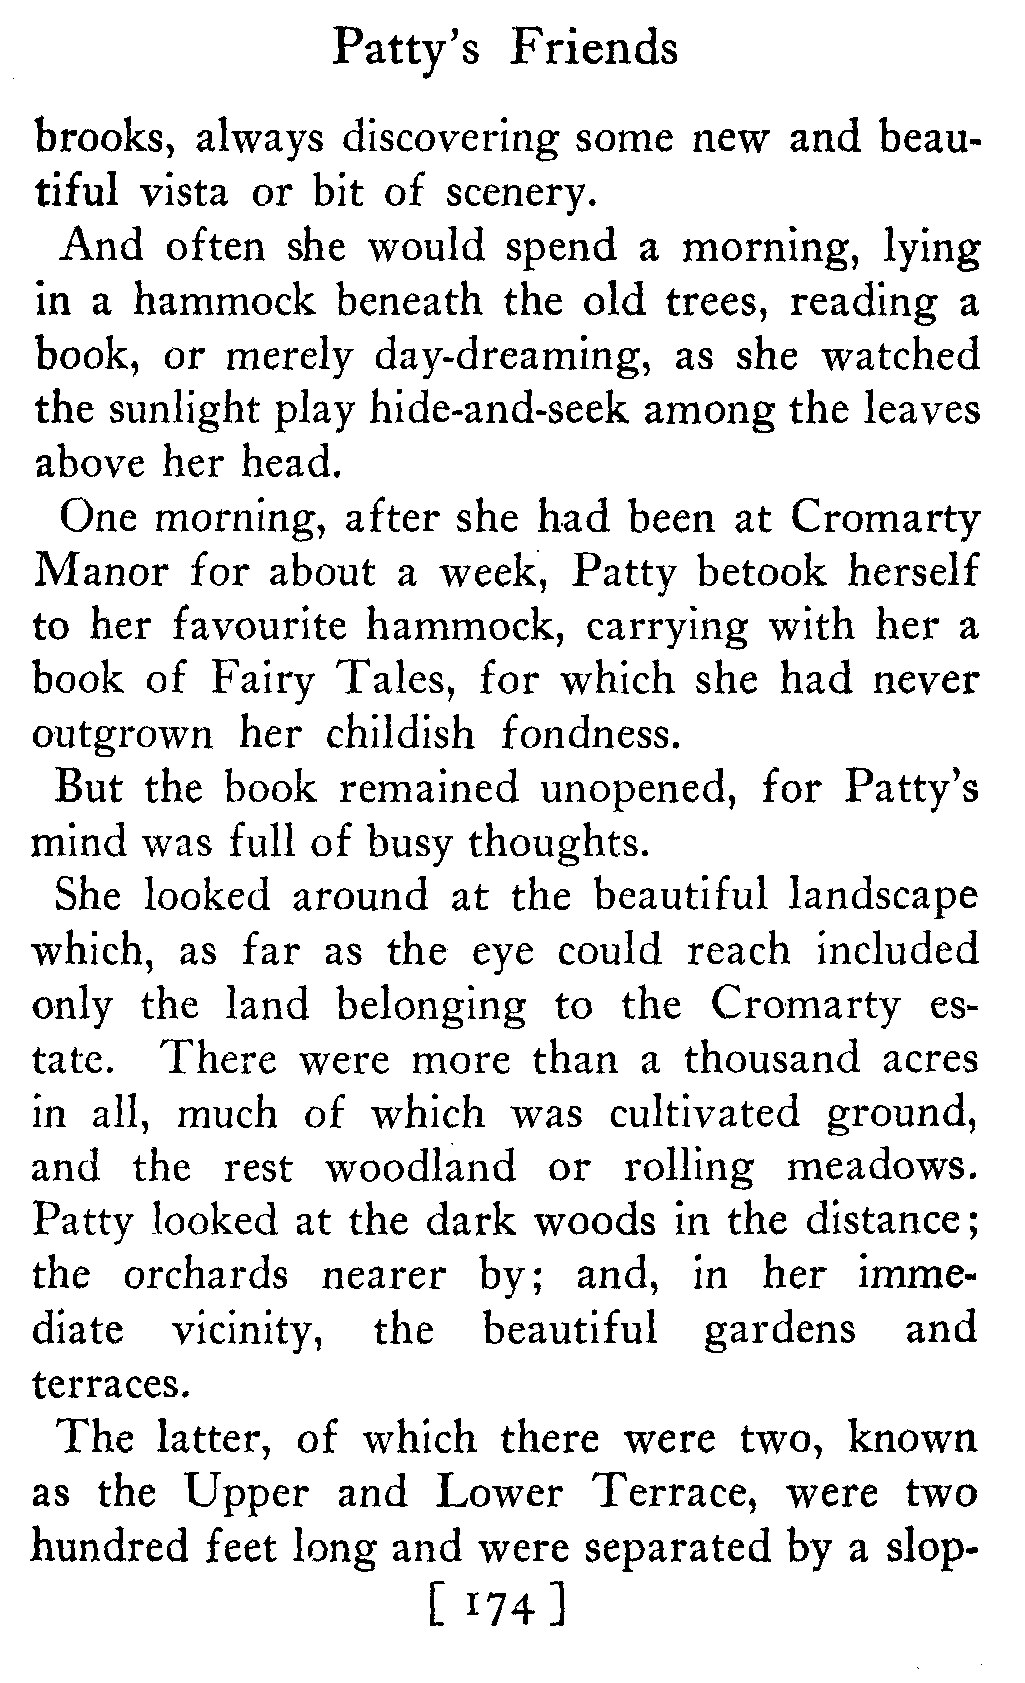 Patty's Friends
brooks, always discovering some new and beau-
tiful vista or bit of scenery.
And often she would spend a morning, lying
in a hammock beneath the old trees, reading a
book, or merely day-dreaming, as she watched
the sunlight play hide-and-seek among the leaves
above her head.
One morning, after she had been at Cromarty
Manor for about a week, Patty betook herself
to her favourite hammock, carrying with her a
book of Fairy Tales, for which she had never
outgrown her childish fondness.
But the book remained unopened, for Patty's
mind was full of busy thoughts.
She looked around at the beautiful landscape
which, as far as the eye could reach included
only the land belonging to the Cromarty es-
tate. There were more than a thousand acres
in all, much of which was cultivated ground,
and the rest woodland or rolling meadows.
Patty looked at the dark woods in the distance;
the orchards nearer by; and, in her imme-
diate vicinity, the beautiful gardens and
terraces.
The latter, of which there were two, known
as the Upper and Lower Terrace, were two
hundred feet long and were separated by a slop-
[ 174 ]